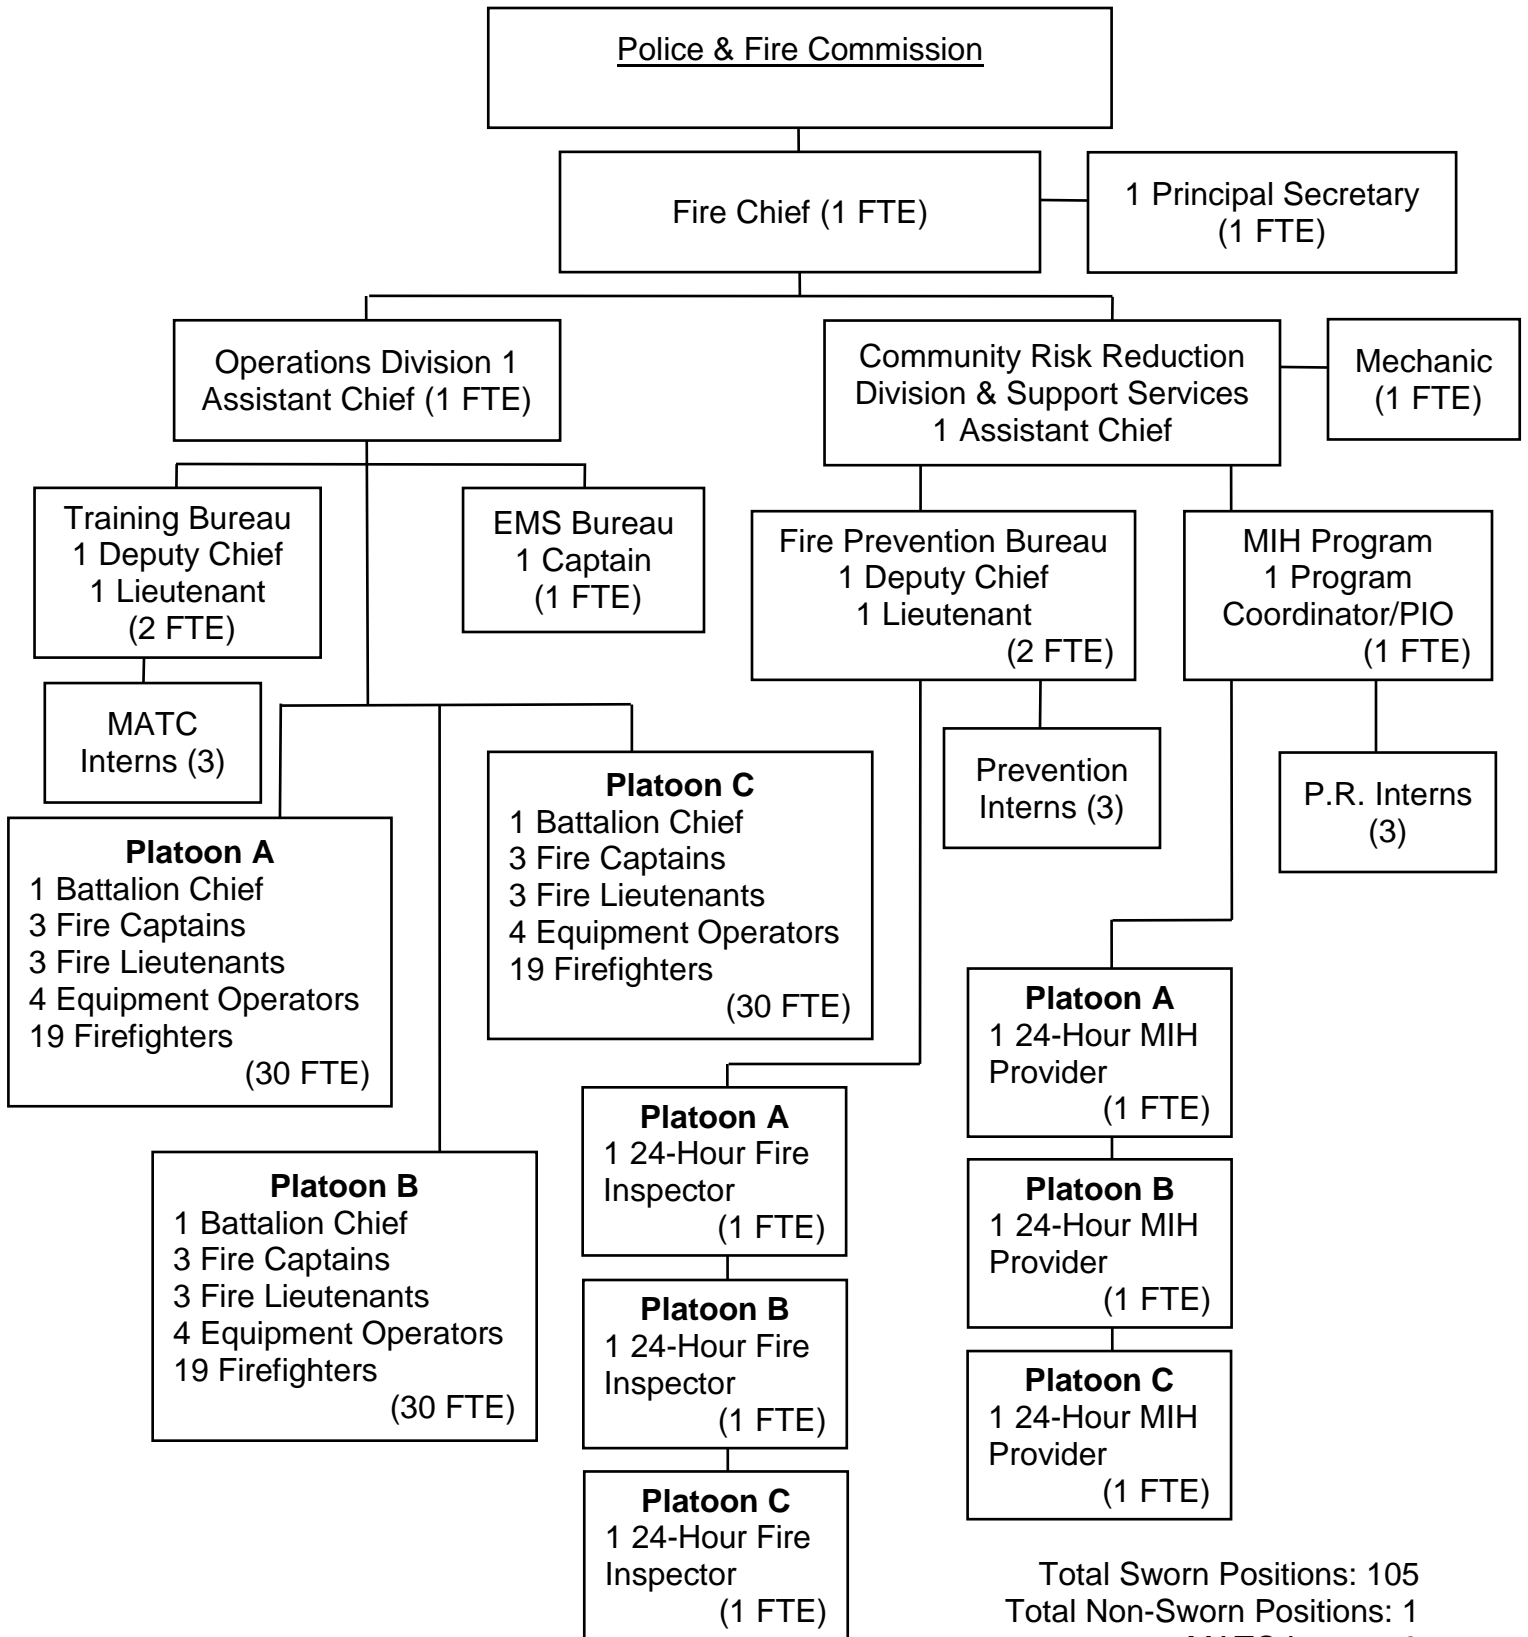 Police & Fire Commission
Fire Chief (1 FTE)
1 Principal Secretary
(1 FTE)
Operations Division 1
Assistant Chief (1 FTE)
Community Risk Reduction
Division & Support Services
1 Assistant Chief
Mechanic
(1 FTE)
Training Bureau
1 Deputy Chief
1 Lieutenant
(2 FTE)
EMS Bureau
1 Captain
(1 FTE)
Fire Prevention Bureau
1 Deputy Chief
1 Lieutenant
(2 FTE)
MIH Program
1 Program
Coordinator/PIO
(1 FTE)
MATC
Interns (3)
Prevention
Interns (3)
P.R. Interns
(3)
Platoon A
1 Battalion Chief
3 Fire Captains
3 Fire Lieutenants
4 Equipment Operators
19 Firefighters
(30 FTE)
Platoon C
1 Battalion Chief
3 Fire Captains
3 Fire Lieutenants
4 Equipment Operators
19 Firefighters
(30 FTE)
Platoon B
1 Battalion Chief
3 Fire Captains
3 Fire Lieutenants
4 Equipment Operators
19 Firefighters
(30 FTE)
Platoon A
1 24-Hour Fire
Inspector
(1 FTE)
Platoon B
1 24-Hour Fire
Inspector
(1 FTE)
Platoon C
1 24-Hour Fire
Inspector
(1 FTE)
Platoon A
1 24-Hour MIH
Provider
(1 FTE)
Platoon B
1 24-Hour MIH
Provider
(1 FTE)
Platoon C
1 24-Hour MIH
Provider
(1 FTE)
Total Sworn Positions: 105
Total Non-Sworn Positions: 1